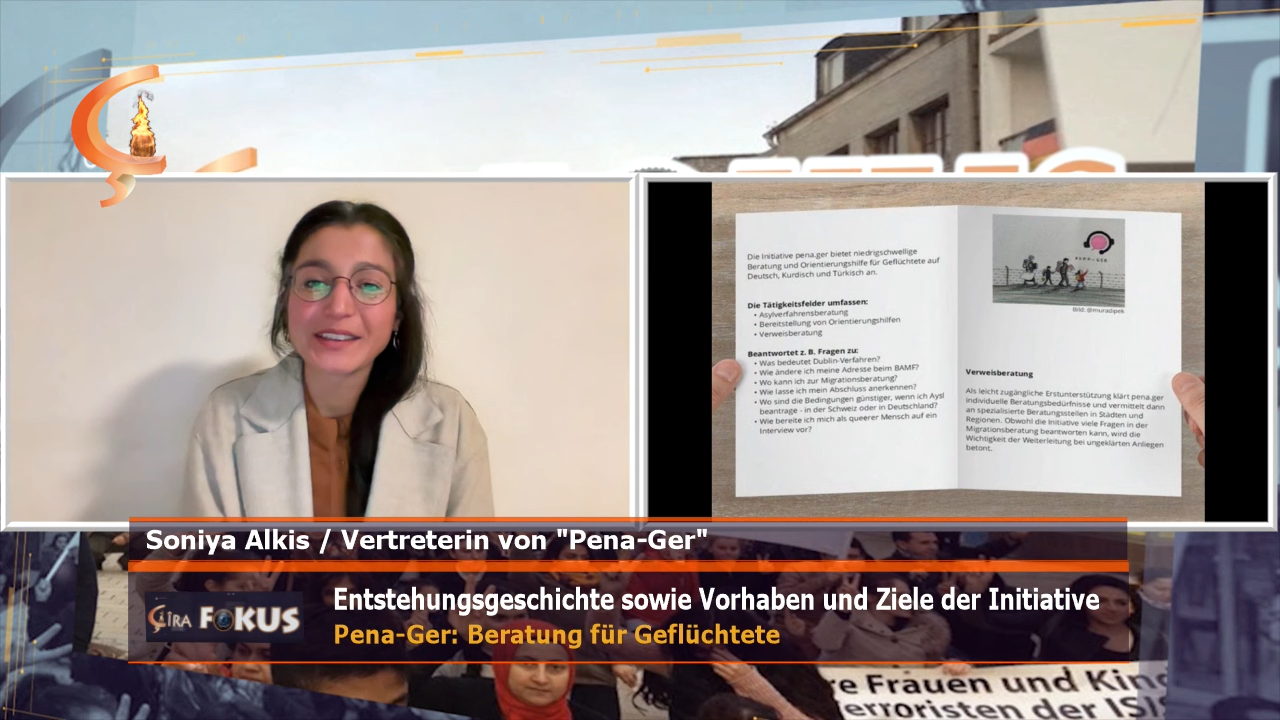 Die Initiative pena.ger bietet niedrigschwellige
Beratung und Orientierungshilfe für Geflüchtete auf
Deutsch, Kurdisch und Türkisch an.
Die Tätigkeitsfelder umfassen:
• Asylverfahrensberatung
• Bereitstellung von Orientierungshilfen
• Verweisberatung
Beantwortet z. B. Fragen zu:
• Was bedeutet Dublin-Verfahren?
• Wie ändere ich meine Adresse beim BAMF?
• Wo kann ich zur Migrationsberatung?
• Wie lasse ich mein Abschluss anerkennen?
• Wo sind die Bedingungen günstiger, wenn ich Aysl
beantrage - in der Schweiz oder in Deutschland?
• Wie bereite ich mich als queerer Mensch auf ein
Interview vor?
PENA-GER
Bild: @muradipek
Verweisberatung
Als leicht zugängliche Erstunterstützung klärt pena.ger
individuelle Beratungsbedürfnisse und vermittelt dann
an spezialisierte Beratungsstellen in Städten und
Regionen. Obwohl die Initiative viele Fragen in der
Migrationsberatung beantworten kann, wird die
Wichtigkeit der Weiterleitung bei ungeklärten Anliegen
betont.
Soniya Alkis / Vertreterin von "Pena-Ger"
ÇIRA FOKUS
Entstehungsgeschichte sowie Vorhaben und Ziele der Initiative
Pena-Ger: Beratung für Geflüchtete
re Frauen und Kind
erroristen der ISIS